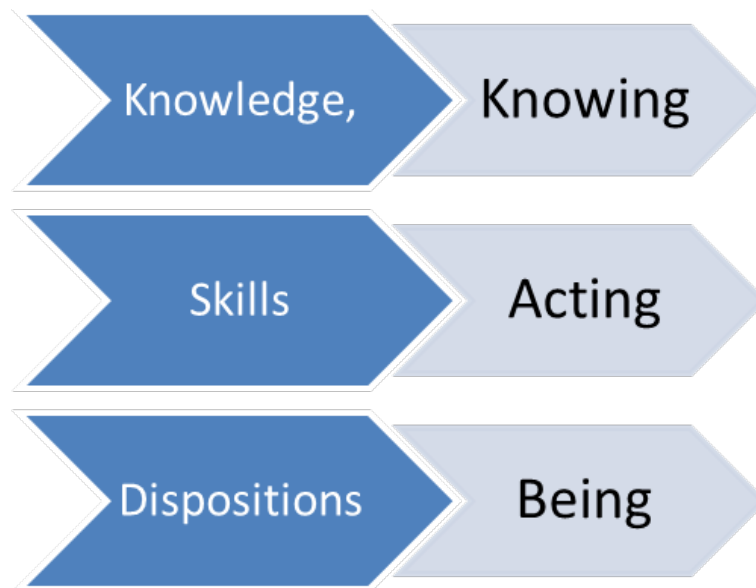 Knowledge,
Knowing
Skills
Acting
Dispositions
Being